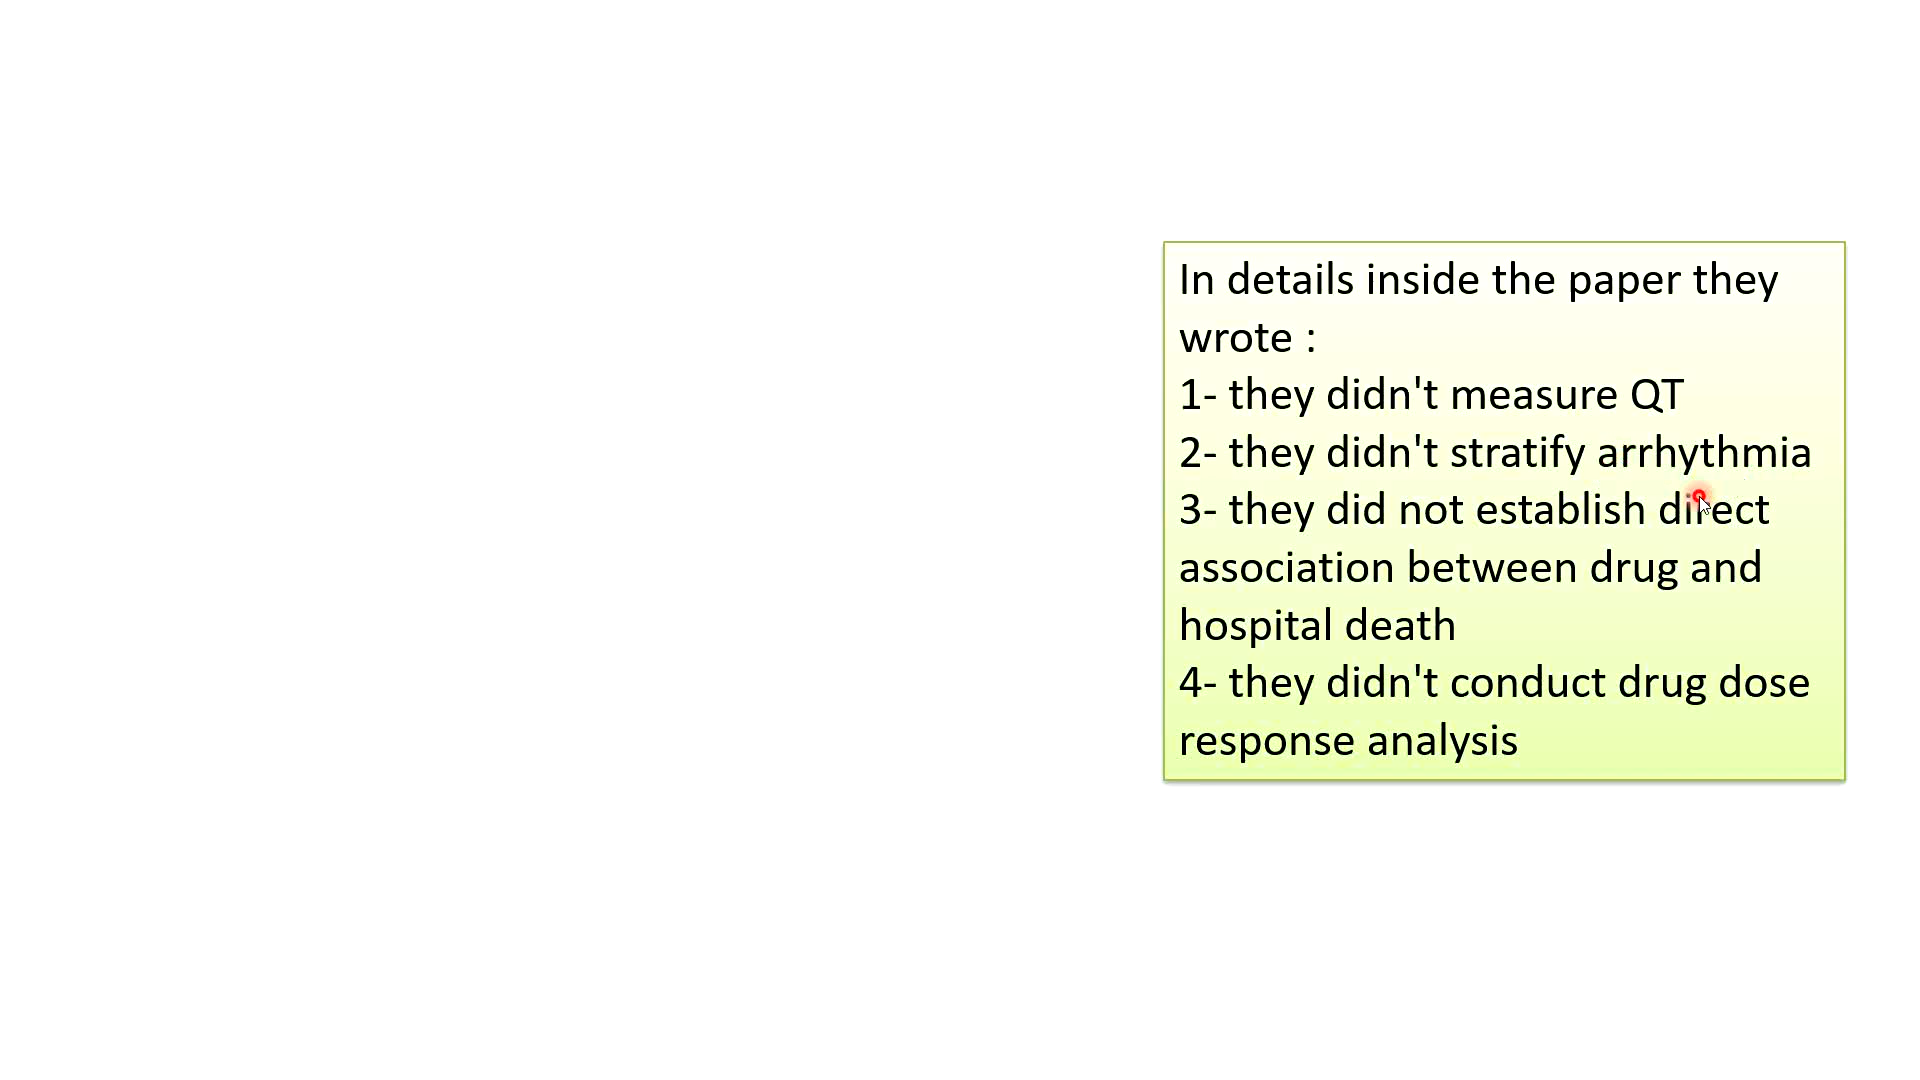 In details inside the paper they
wrote :
1- they didn't measure QT
2- they didn't stratify arrhythmia
3- they did not establish direct
association between drug and
hospital death
4- they didn't conduct drug dose
response analysis